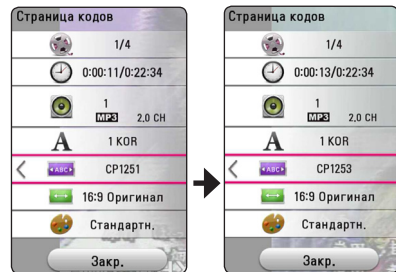 Страница кодов
1/4
0:00:11/0:22:34
1
MP3 2.0 CH
A 1 KOR
ABC CP1251
16:9 Оригинал
Стандартн.
Закр.
Страница кодов
1/4
0:00:13/0:22:34
1
MP3 2.0 CH
A 1 KOR
ABC CP1253
16:9 Оригинал
Стандартн.
Закр.